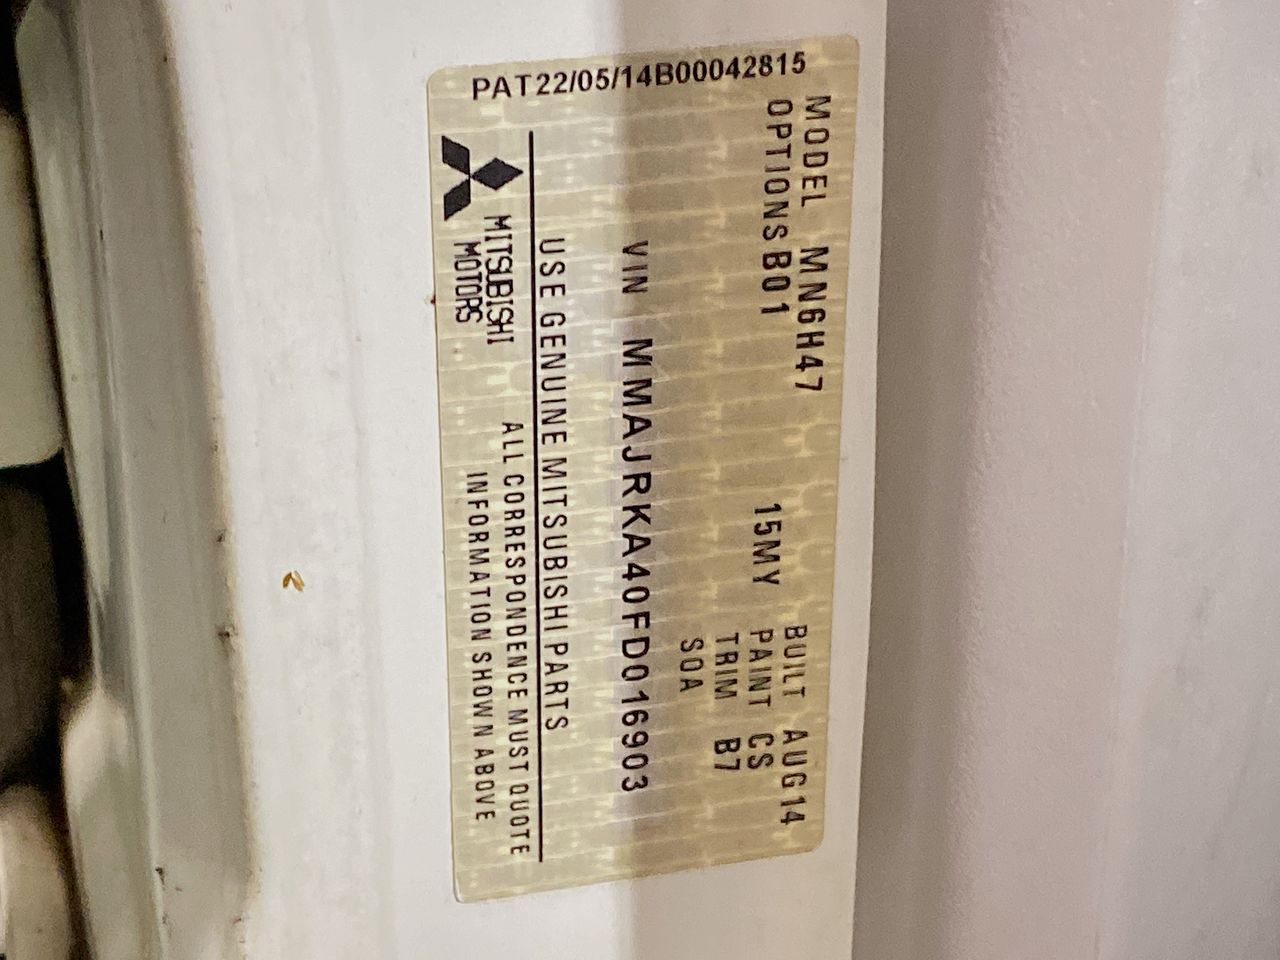 PAT22/05/14B00042815
MODEL MN6H47
OPTIONS B01
15MY
BUILT AUG14
PAINT CS
TRIM B7
SOA
VIN MMAJRKA40FD016903
USE GENUINE MITSUBISHI PARTS
MITSUBISHI
MOTORS
ALL CORRESPONDENCE MUST QUOTE
INFORMATION SHOWN ABOVE